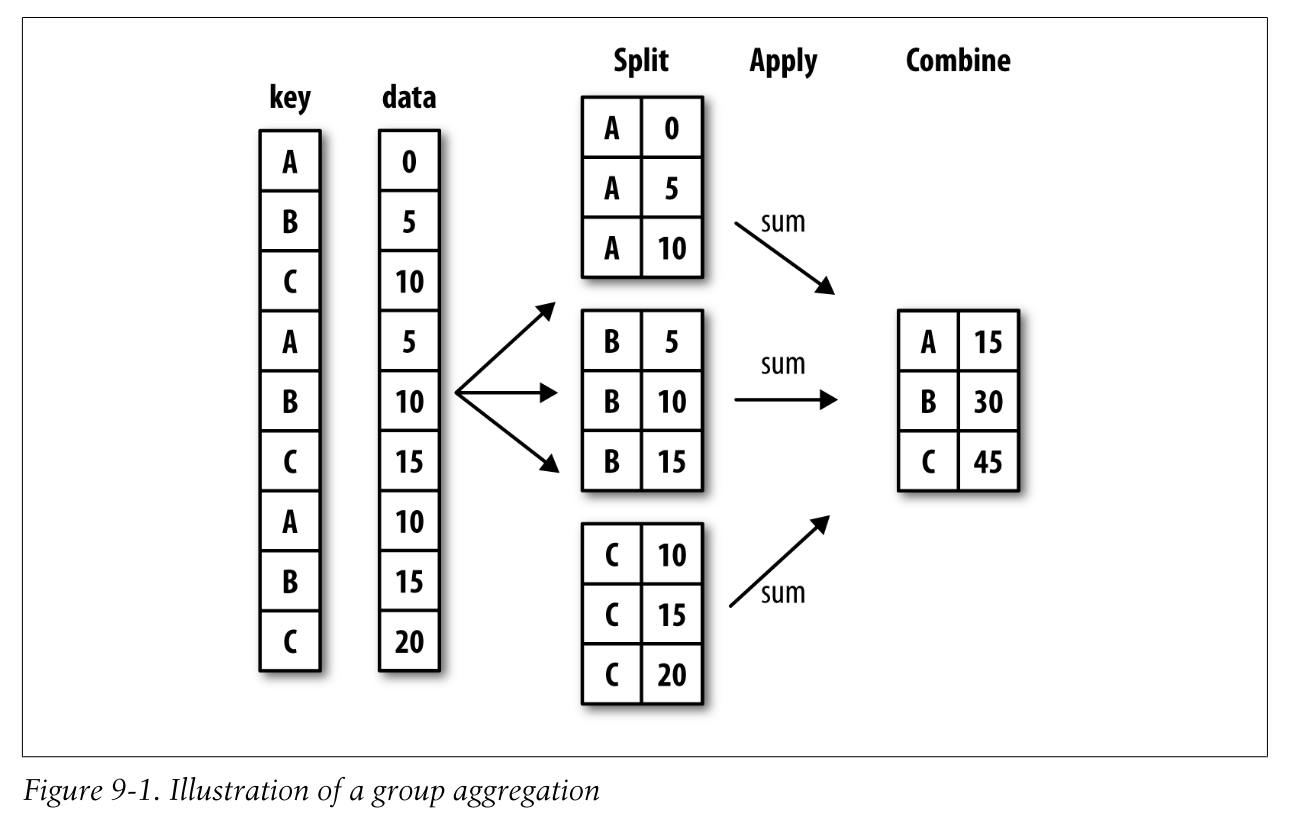 Split Apply Combine
key data
A 0
B 5
C 10
A 5
B 10
C 15
A 10
B 15
C 20
A 0
A 5
A 10
B 5
B 10
B 15
C 10
C 15
C 20
sum
sum
sum
A 15
B 30
C 45
Figure 9-1. Illustration of a group aggregation